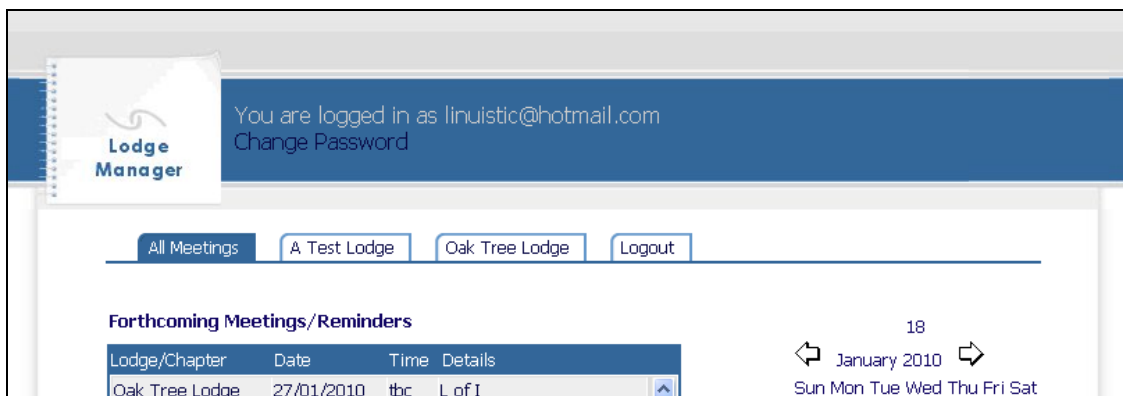 Lodge
Manager
You are logged in as linuistic@hotmail.com
Change Password
All Meetings A Test Lodge Oak Tree Lodge Logout
Forthcoming Meetings/Reminders
Lodge/Chapter Date Time Details
Oak Tree Lodge 27/01/2010 tbc L of I
18
January 2010
Sun Mon Tue Wed Thu Fri Sat